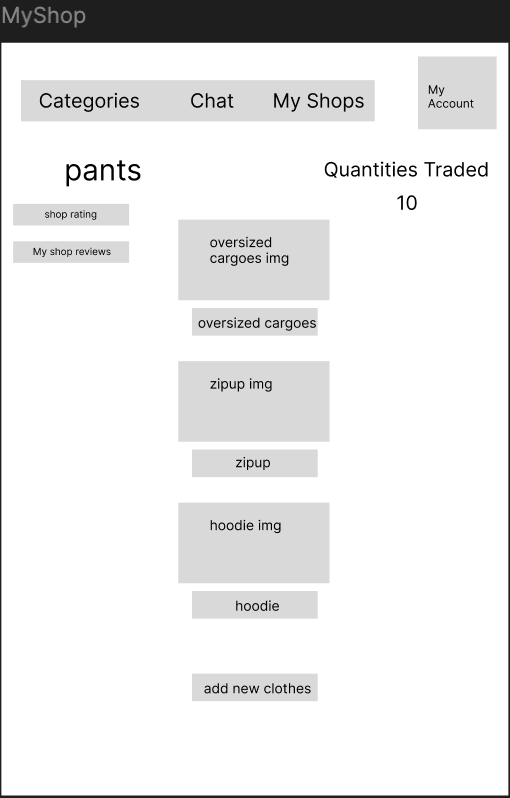 MyShop
Categories Chat My Shops
My
Account
pants
Quantities Traded
10
shop rating
My shop reviews
oversized
cargoes img
oversized cargoes
zipup img
zipup
hoodie img
hoodie
add new clothes